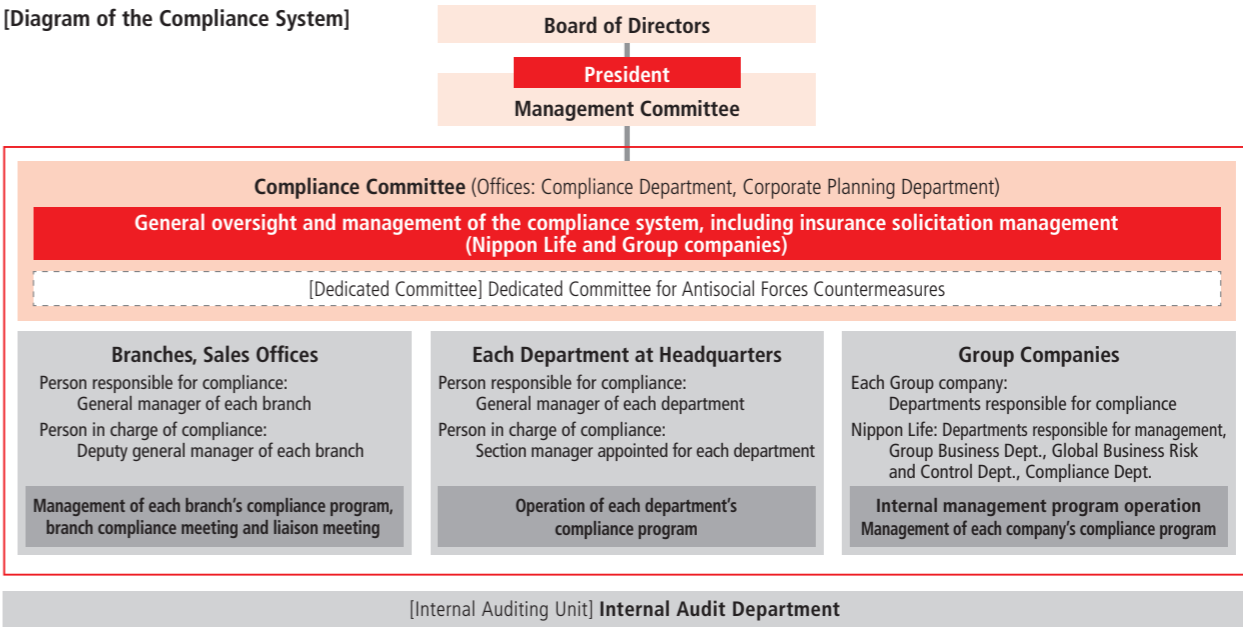 [Diagram of the Compliance System]
Board of Directors
President
Management Committee
Compliance Committee (Offices: Compliance Department, Corporate Planning Department)
General oversight and management of the compliance system, including insurance solicitation management
(Nippon Life and Group companies)
[Dedicated Committee] Dedicated Committee for Antisocial Forces Countermeasures
Branches, Sales Offices
Person responsible for compliance:
General manager of each branch
Person in charge of compliance:
Deputy general manager of each branch
Management of each branch's compliance program,
branch compliance meeting and liaison meeting
Each Department at Headquarters
Person responsible for compliance:
General manager of each department
Person in charge of compliance:
Section manager appointed for each department
Operation of each department's
compliance program
Group Companies
Each Group company:
Departments responsible for compliance
Nippon Life: Departments responsible for management,
Group Business Dept., Global Business Risk
and Control Dept., Compliance Dept.
Internal management program operation
Management of each company's compliance program
[Internal Auditing Unit] Internal Audit Department